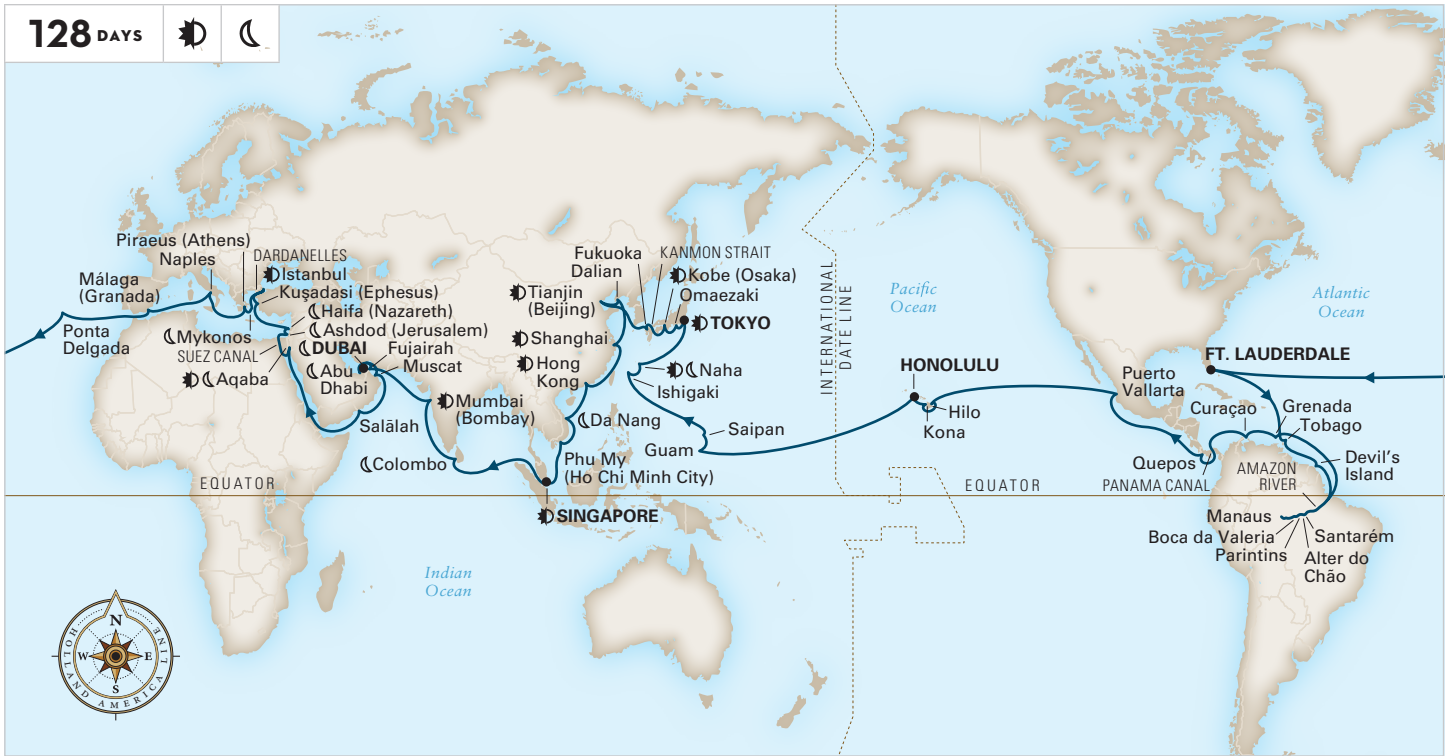 128 DAYS
Piraeus (Athens)
Naples
DARDANELLES
Istanbul
Málaga
(Granada)
Kuşadasi (Ephesus)
Haifa (Nazareth)
Ashdod (Jerusalem)
Ponta
Delgada
Mykonos
SUEZ CANAL
DUBAI
Fujairah
Muscat
Abu
Dhabi
Aqaba
Salālah
Mumbai
(Bombay)
Colombo
EQUATOR
Fukuoka
Dalian
KANMON STRAIT
Kobe (Osaka)
Omaezaki
Tianjin
(Beijing)
TOKYO
Shanghai
Hong
Kong
Naha
Ishigaki
Da Nang
Saipan
Guam
Phu My
(Ho Chi Minh City)
SINGAPORE
Indian
Ocean
INTERNATIONAL
DATE LINE
Pacific
Ocean
HONOLULU
Hilo
Kona
EQUATOR
Atlantic
Ocean
FT. LAUDERDALE
Puerto
Vallarta
Curaçao
Grenada
Tobago
Quepos
PANAMA CANAL
AMAZON
RIVER
Devil's
Island
Manaus
Boca da Valeria
Parintins
Santarém
Alter do
Chão
N
W
E
S
HOLLAND AMERICA LINE